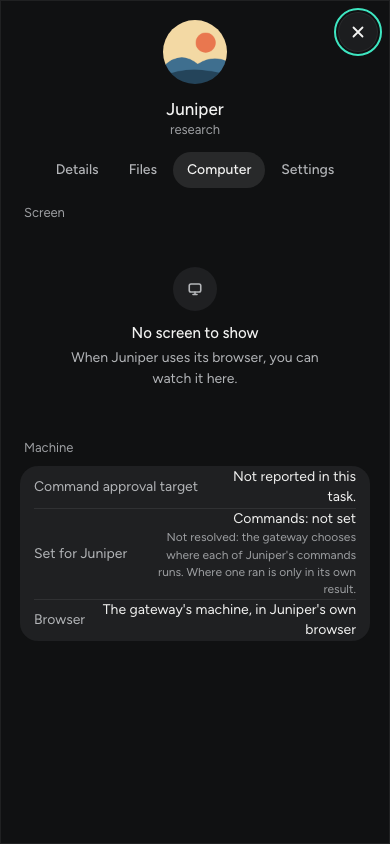 Juniper
research
Details Files Computer Settings
Screen
No screen to show
When Juniper uses its browser, you can
watch it here.
Machine
Command approval target
Not reported in this
task.
Set for Juniper
Commands: not set
Not resolved: the gateway chooses
where each of Juniper's commands
runs. Where one ran is only in its own
result.
Browser
The gateway's machine, in Juniper's own
browser